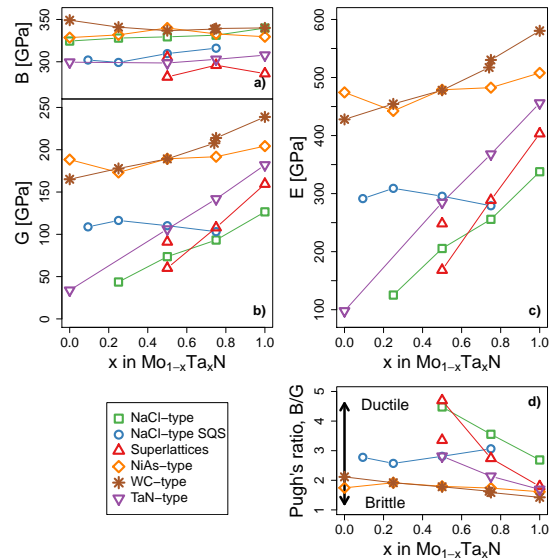 B [GPa]
300
350
a)
G [GPa]
0
50
100
150
200
250
b)
0.0 0.2 0.4 0.6 0.8 1.0
x in Mo1−xTaxN
E [GPa]
100
200
300
400
500
600
c)
0.0 0.2 0.4 0.6 0.8 1.0
x in Mo1−xTaxN
NaCl−type
NaCl−type SQS
Superlattices
NiAs−type
WC−type
TaN−type
Pugh's ratio, B/G
1
2
3
4
5
d)
Ductile
Brittle
0.0 0.2 0.4 0.6 0.8 1.0
x in Mo1−xTaxN